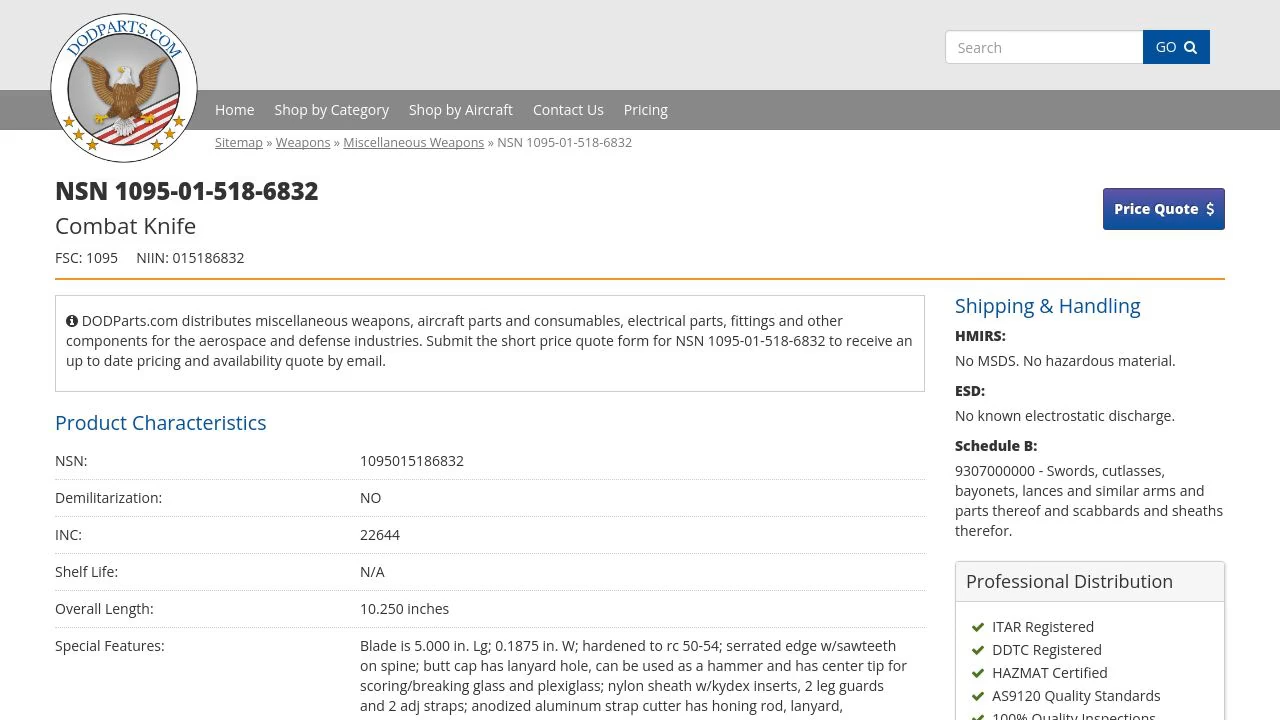 DODPARTS.COM
Search
GO
Home Shop by Category Shop by Aircraft Contact Us Pricing
Sitemap » Weapons » Miscellaneous Weapons » NSN 1095-01-518-6832
NSN 1095-01-518-6832
Combat Knife
FSC: 1095 NIIN: 015186832
Price Quote $
DODParts.com distributes miscellaneous weapons, aircraft parts and consumables, electrical parts, fittings and other
components for the aerospace and defense industries. Submit the short price quote form for NSN 1095-01-518-6832 to receive an
up to date pricing and availability quote by email.
Product Characteristics
NSN: 1095015186832
Demilitarization: NO
INC: 22644
Shelf Life: N/A
Overall Length: 10.250 inches
Special Features: Blade is 5.000 in. Lg; 0.1875 in. W; hardened to rc 50-54; serrated edge w/sawteeth
on spine; butt cap has lanyard hole, can be used as a hammer and has center tip for
scoring/breaking glass and plexiglass; nylon sheath w/kydex inserts, 2 leg guards
and 2 adj straps; anodized aluminum strap cutter has honing rod, lanyard,
Shipping & Handling
HMIRS:
No MSDS. No hazardous material.
ESD:
No known electrostatic discharge.
Schedule B:
9307000000 - Swords, cutlasses,
bayonets, lances and similar arms and
parts thereof and scabbards and sheaths
therefor.
Professional Distribution
ITAR Registered
DDTC Registered
HAZMAT Certified
AS9120 Quality Standards
100% Quality Inspections